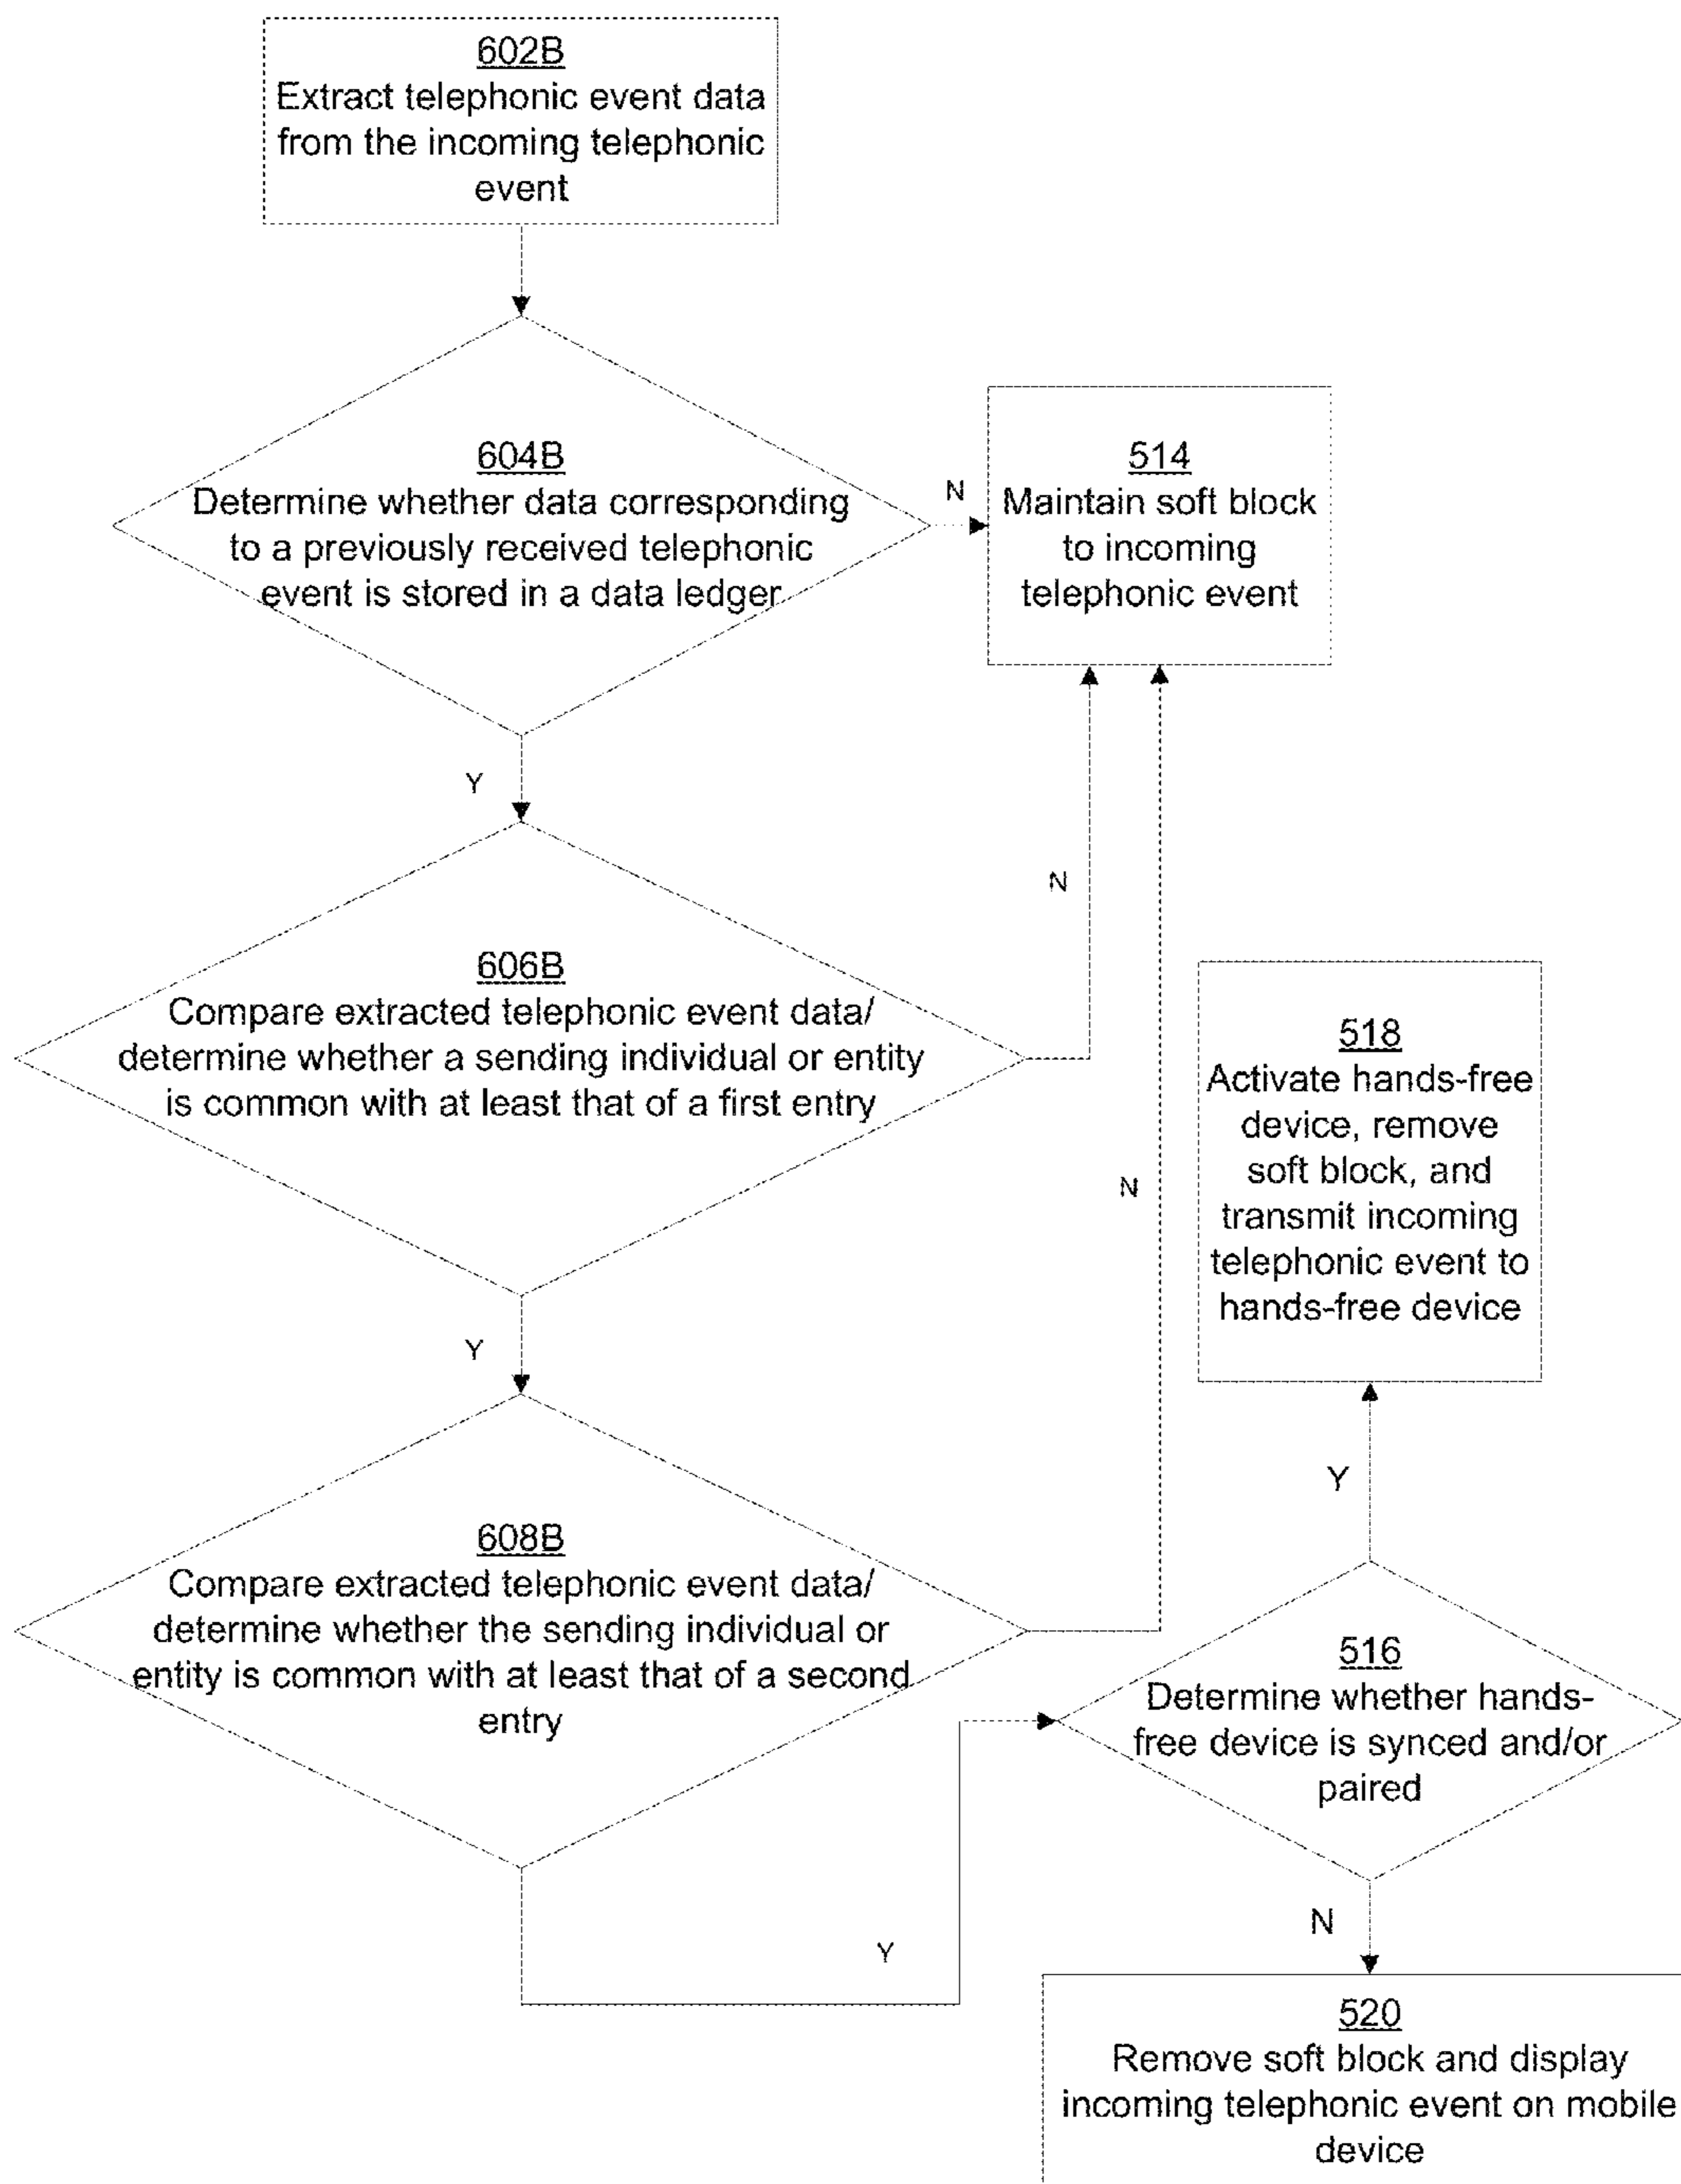 602B
Extract telephonic event data
from the incoming telephonic
event
604B
Determine whether data corresponding
to a previously received telephonic
event is stored in a data ledger
N
514
Maintain soft block
to incoming
telephonic event
Y
606B
Compare extracted telephonic event data/
determine whether a sending individual or entity
is common with at least that of a first entry
N
518
Activate hands-free
device, remove
soft block, and
transmit incoming
telephonic event to
hands-free device
N
Y
608B
Compare extracted telephonic event data/
determine whether the sending individual or
entity is common with at least that of a second
entry
Y
516
Determine whether hands-
free device is synced and/or
paired
Y
N
520
Remove soft block and display
incoming telephonic event on mobile
device